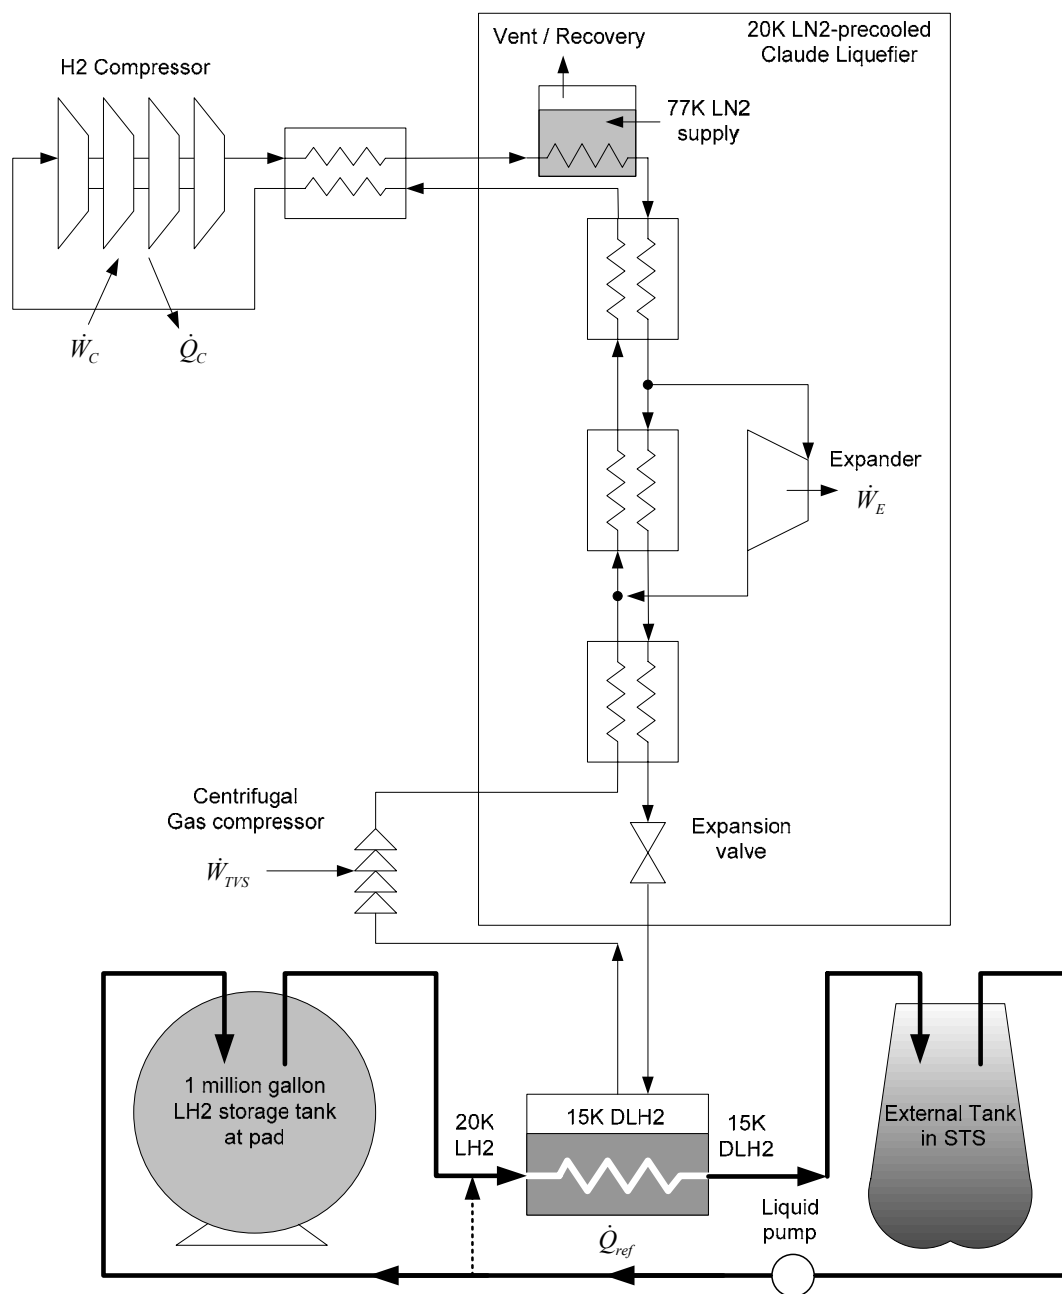 20K LN2-precooled
Claude Liquefier
Vent / Recovery
H2 Compressor
77K LN2
supply
Ẇ_C
Q̇_C
Expander
Ẇ_E
Centrifugal
Gas compressor
Ẇ_TVS
Expansion
valve
1 million gallon
LH2 storage tank
at pad
20K
LH2
15K DLH2
15K
DLH2
External Tank
in STS
Liquid
pump
Q̇_ref